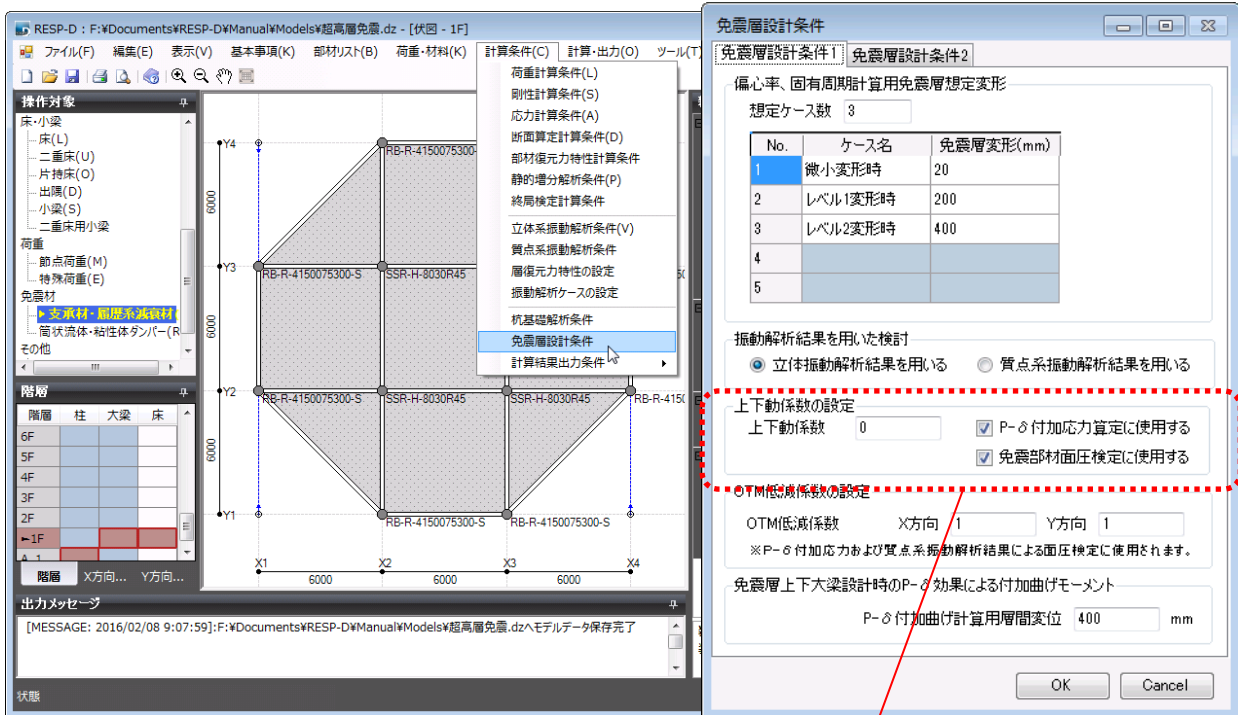 RESP-D : F:¥Documents¥RESP-D¥Manual¥Models¥超高層免震.dz - [伏図 - 1F]
ファイル(F) 編集(E) 表示(V) 基本事項(K) 部材リスト(B) 荷重・材料(K) 計算条件(C) 計算・出力(O) ツール(T)
操作対象
床・小梁
床(L)
二重床(U)
片持床(O)
出隅(D)
小梁(S)
二重床用小梁
荷重
節点荷重(M)
特殊荷重(E)
免震材
支承材・履歴系減衰材(
筒状流体・粘性体ダンパー(R
その他
階層
階層 柱 大梁 床
6F
5F
4F
3F
2F
1F
階層 X方向... Y方向...
Y4
RB-R-4150075300-
6000
Y3
RB-R-4150075300-S SSR-H-8030R45
6000
Y2
RB-R-4150075300-S SSR-H-8030R45 SSR-H-8030R45 RB-R-415(
6000
Y1
RB-R-4150075300-S RB-R-4150075300-S
X1 X2 X3 X4
6000 6000 6000
荷重計算条件(L)
剛性計算条件(S)
応力計算条件(A)
断面算定計算条件(D)
部材復元力特性計算条件
静的増分解析条件(P)
終局検定計算条件
立体系振動解析条件(V)
質点系振動解析条件
層復元力特性の設定
振動解析ケースの設定
杭基礎解析条件
免震層設計条件
計算結果出力条件
出力メッセージ
[MESSAGE: 2016/02/08 9:07:59]:F:¥Documents¥RESP-D¥Manual¥Models¥超高層免震.dzへモデルデータ保存完了
状態
免震層設計条件
免震層設計条件1 免震層設計条件2
偏心率、固有周期計算用免震層想定変形
想定ケース数 3
No. ケース名 免震層変形(mm)
1 微小変形時 20
2 レベル1変形時 200
3 レベル2変形時 400
4
5
振動解析結果を用いた検討
立体振動解析結果を用いる 質点系振動解析結果を用いる
上下動係数の設定
上下動係数 0 P-δ付加応力算定に使用する
免震部材面圧検定に使用する
OTM低減係数の設定
OTM低減係数 X方向 1 Y方向 1
※P-δ付加応力および質点系振動解析結果による面圧検定に使用されます。
免震層上下大梁設計時のP-δ効果による付加曲げモーメント
P-δ付加曲げ計算用層間変位 400 mm
OK Cancel